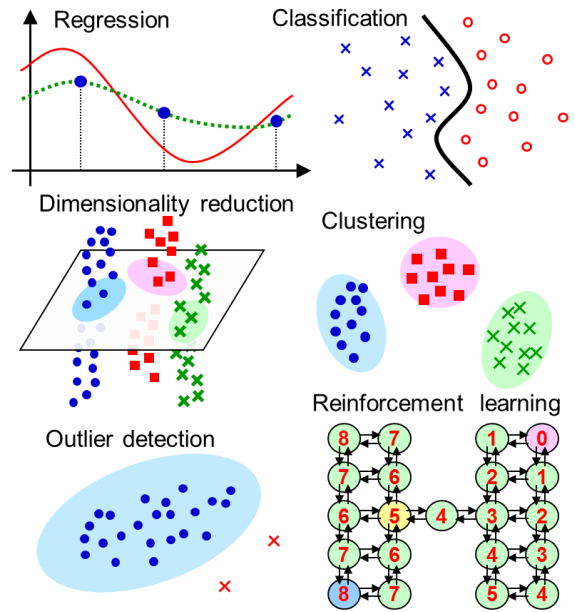 Regression
Classification
Dimensionality reduction
Clustering
Outlier detection
Reinforcement learning
8 7 1 0
7 6 2 1
6 5 4 3 2
7 6 4 3
8 7 5 4